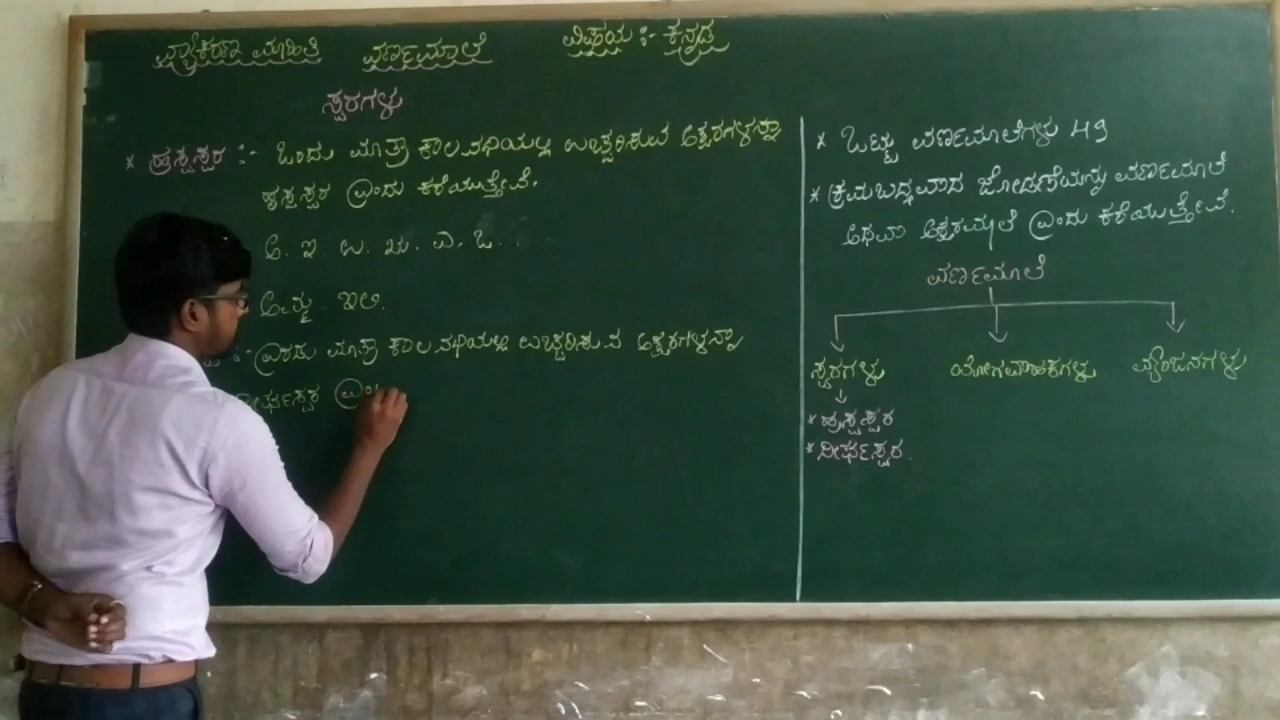 ವ್ಯಾಕರಣ ಮಾಹಿತಿ ವರ್ಣಮಾಲೆ ವಿಷಯ :- ಕನ್ನಡ
ಸ್ವರಗಳು
* ಹ್ರಸ್ವಸ್ವರ :- ಒಂದು ಮಾತ್ರಾ ಕಾಲವಧಿಯಲ್ಲಿ ಉಚ್ಚರಿಸುವ ಅಕ್ಷರಗಳನ್ನು
ಹ್ರಸ್ವಸ್ವರ ಎಂದು ಕರೆಯುತ್ತೇವೆ.
ಅ. ಇ. ಉ. ಋ. ಎ. ಒ. .
:- ಎರಡು ಮಾತ್ರಾ ಕಾಲವಧಿಯಲ್ಲಿ ಉಚ್ಚರಿಸುವ ಅಕ್ಷರಗಳನ್ನು
ದೀರ್ಘಸ್ವರ
* ಒಟ್ಟು ವರ್ಣಮಾಲೆಗಳು 49
* ಕ್ರಮಬದ್ಧವಾದ ಜೋಡಣೆಯನ್ನು ವರ್ಣಮಾಲೆ
ಅಥವಾ ಅಕ್ಷರಮಾಲೆ ಎಂದು ಕರೆಯುತ್ತೇವೆ.
ವರ್ಣಮಾಲೆ
ಸ್ವರಗಳು ಯೋಗವಾಹಕಗಳು ವ್ಯಂಜನಗಳು
* ಹ್ರಸ್ವಸ್ವರ
* ದೀರ್ಘಸ್ವರ.